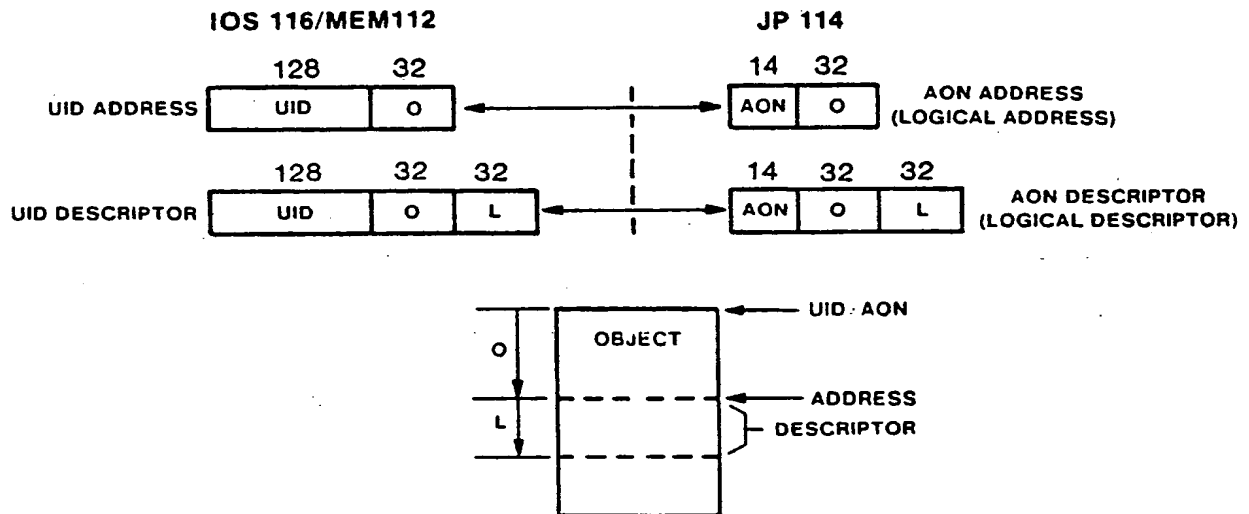 IOS 116/MEM112
JP 114
128 32
14 32
UID ADDRESS
UID O
AON O
AON ADDRESS
(LOGICAL ADDRESS)
128 32 32
14 32 32
UID DESCRIPTOR
UID O L
AON O L
AON DESCRIPTOR
(LOGICAL DESCRIPTOR)
UID: AON
OBJECT
O
ADDRESS
L
DESCRIPTOR